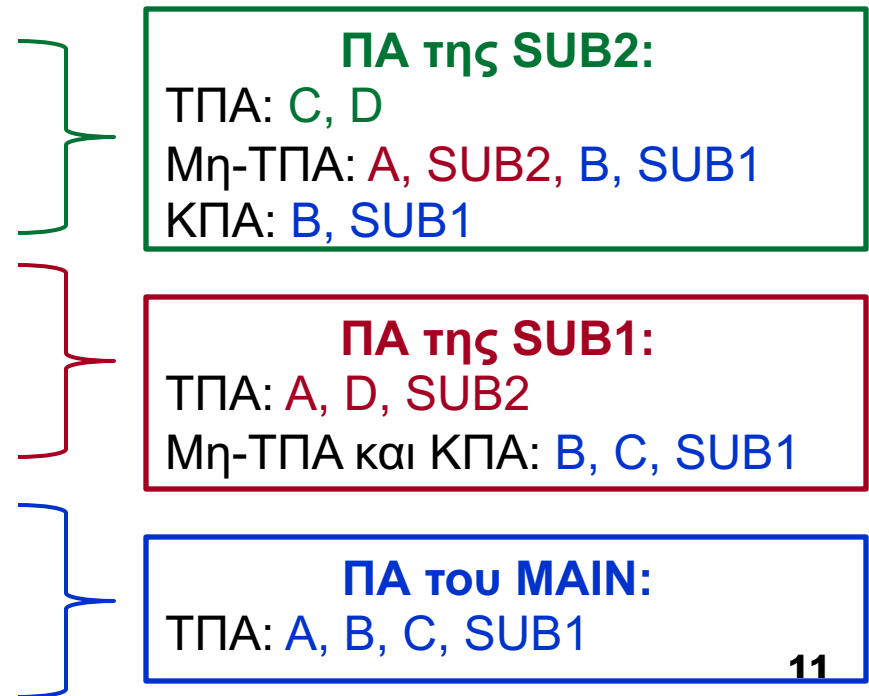 ΠΑ της SUB2:
ΤΠΑ: C, D
Μη-ΤΠΑ: A, SUB2, B, SUB1
ΚΠΑ: B, SUB1
ΠΑ της SUB1:
ΤΠΑ: A, D, SUB2
Μη-ΤΠΑ και ΚΠΑ: B, C, SUB1
ΠΑ του MAIN:
ΤΠΑ: A, B, C, SUB1
11